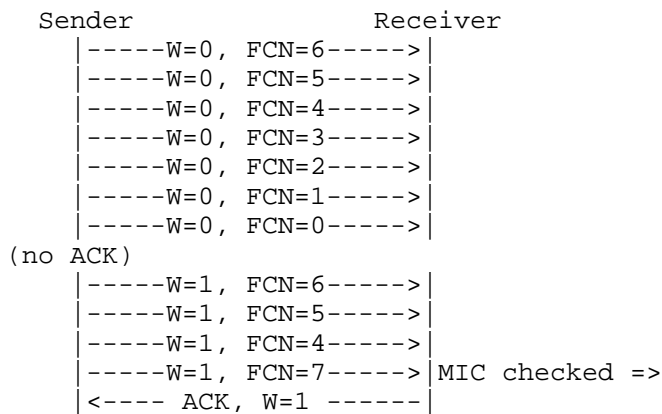 Sender                     Receiver
|-----W=0, FCN=6----->|
|-----W=0, FCN=5----->|
|-----W=0, FCN=4----->|
|-----W=0, FCN=3----->|
|-----W=0, FCN=2----->|
|-----W=0, FCN=1----->|
|-----W=0, FCN=0----->|
(no ACK)
|-----W=1, FCN=6----->|
|-----W=1, FCN=5----->|
|-----W=1, FCN=4----->|
|-----W=1, FCN=7----->|MIC checked =>
|<---- ACK, W=1 ------|